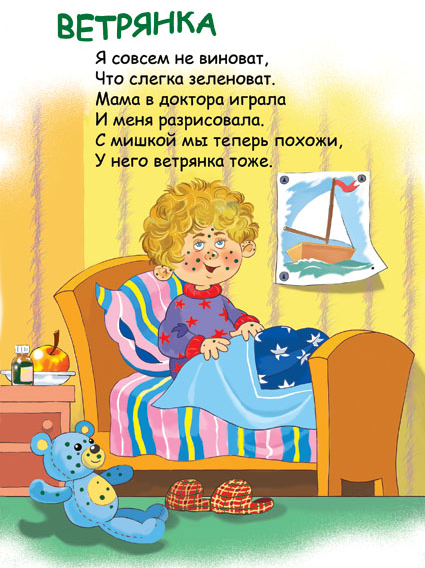 ВЕТРЯНКА
Я совсем не виноват,
Что слегка зеленоват.
Мама в доктора играла
И меня разрисовала.
С мишкой мы теперь похожи,
У него ветрянка тоже.